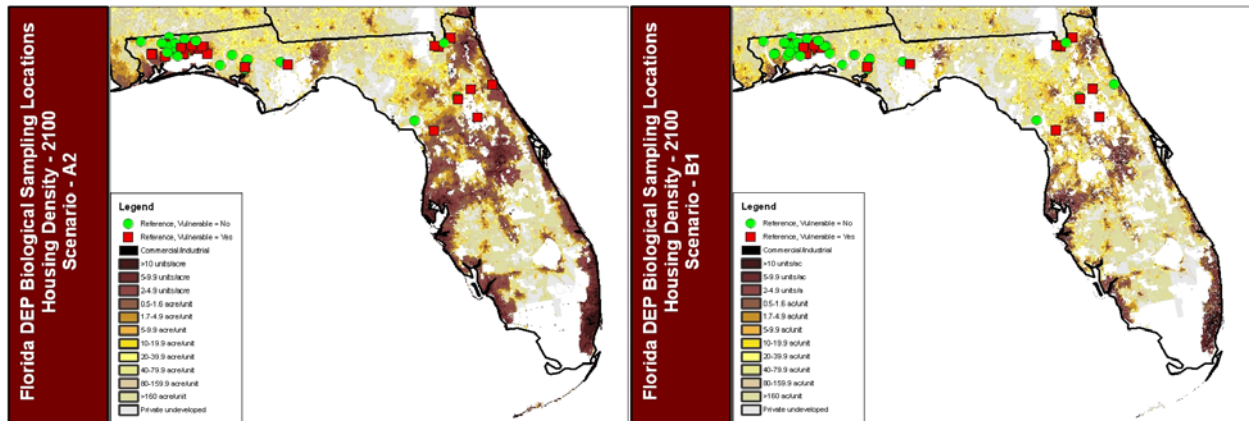 Florida DEP Biological Sampling Locations
Housing Density - 2100
Scenario - A2
Legend
Reference, Vulnerable = No
Reference, Vulnerable = Yes
Commercial/Industrial
>10 units/acre
5-9.9 units/acre
2-4.9 units/acre
0.5-1.6 acre/unit
1.7-4.9 acre/unit
5-9.9 acre/unit
10-19.9 acre/unit
20-39.9 acre/unit
40-79.9 acre/unit
80-159.9 acre/unit
>160 acre/unit
Private undeveloped
Florida DEP Biological Sampling Locations
Housing Density - 2100
Scenario - B1
Legend
Reference, Vulnerable = No
Reference, Vulnerable = Yes
Commercial/Industrial
>10 units/ac
5-9.9 units/ac
2-4.9 units/a
0.5-1.6 ac/unit
1.7-4.9 ac/unit
5-9.9 ac/unit
10-19.9 ac/unit
20-39.9 ac/unit
40-79.9 ac/unit
80-159.9 ac/unit
>160 ac/unit
Private undeveloped